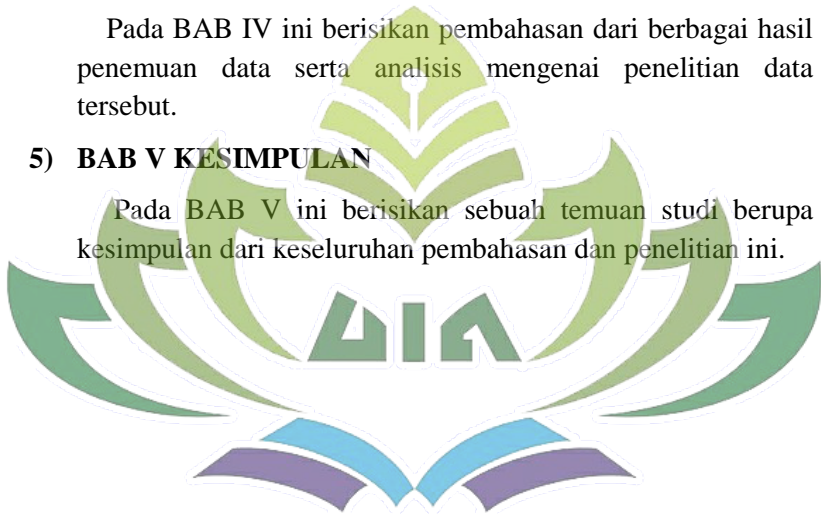 Pada BAB IV ini berisikan pembahasan dari berbagai hasil
penemuan data serta analisis mengenai penelitian data
tersebut.
5) BAB V KESIMPULAN
Pada BAB V ini berisikan sebuah temuan studi berupa
kesimpulan dari keseluruhan pembahasan dan penelitian ini.
UIN